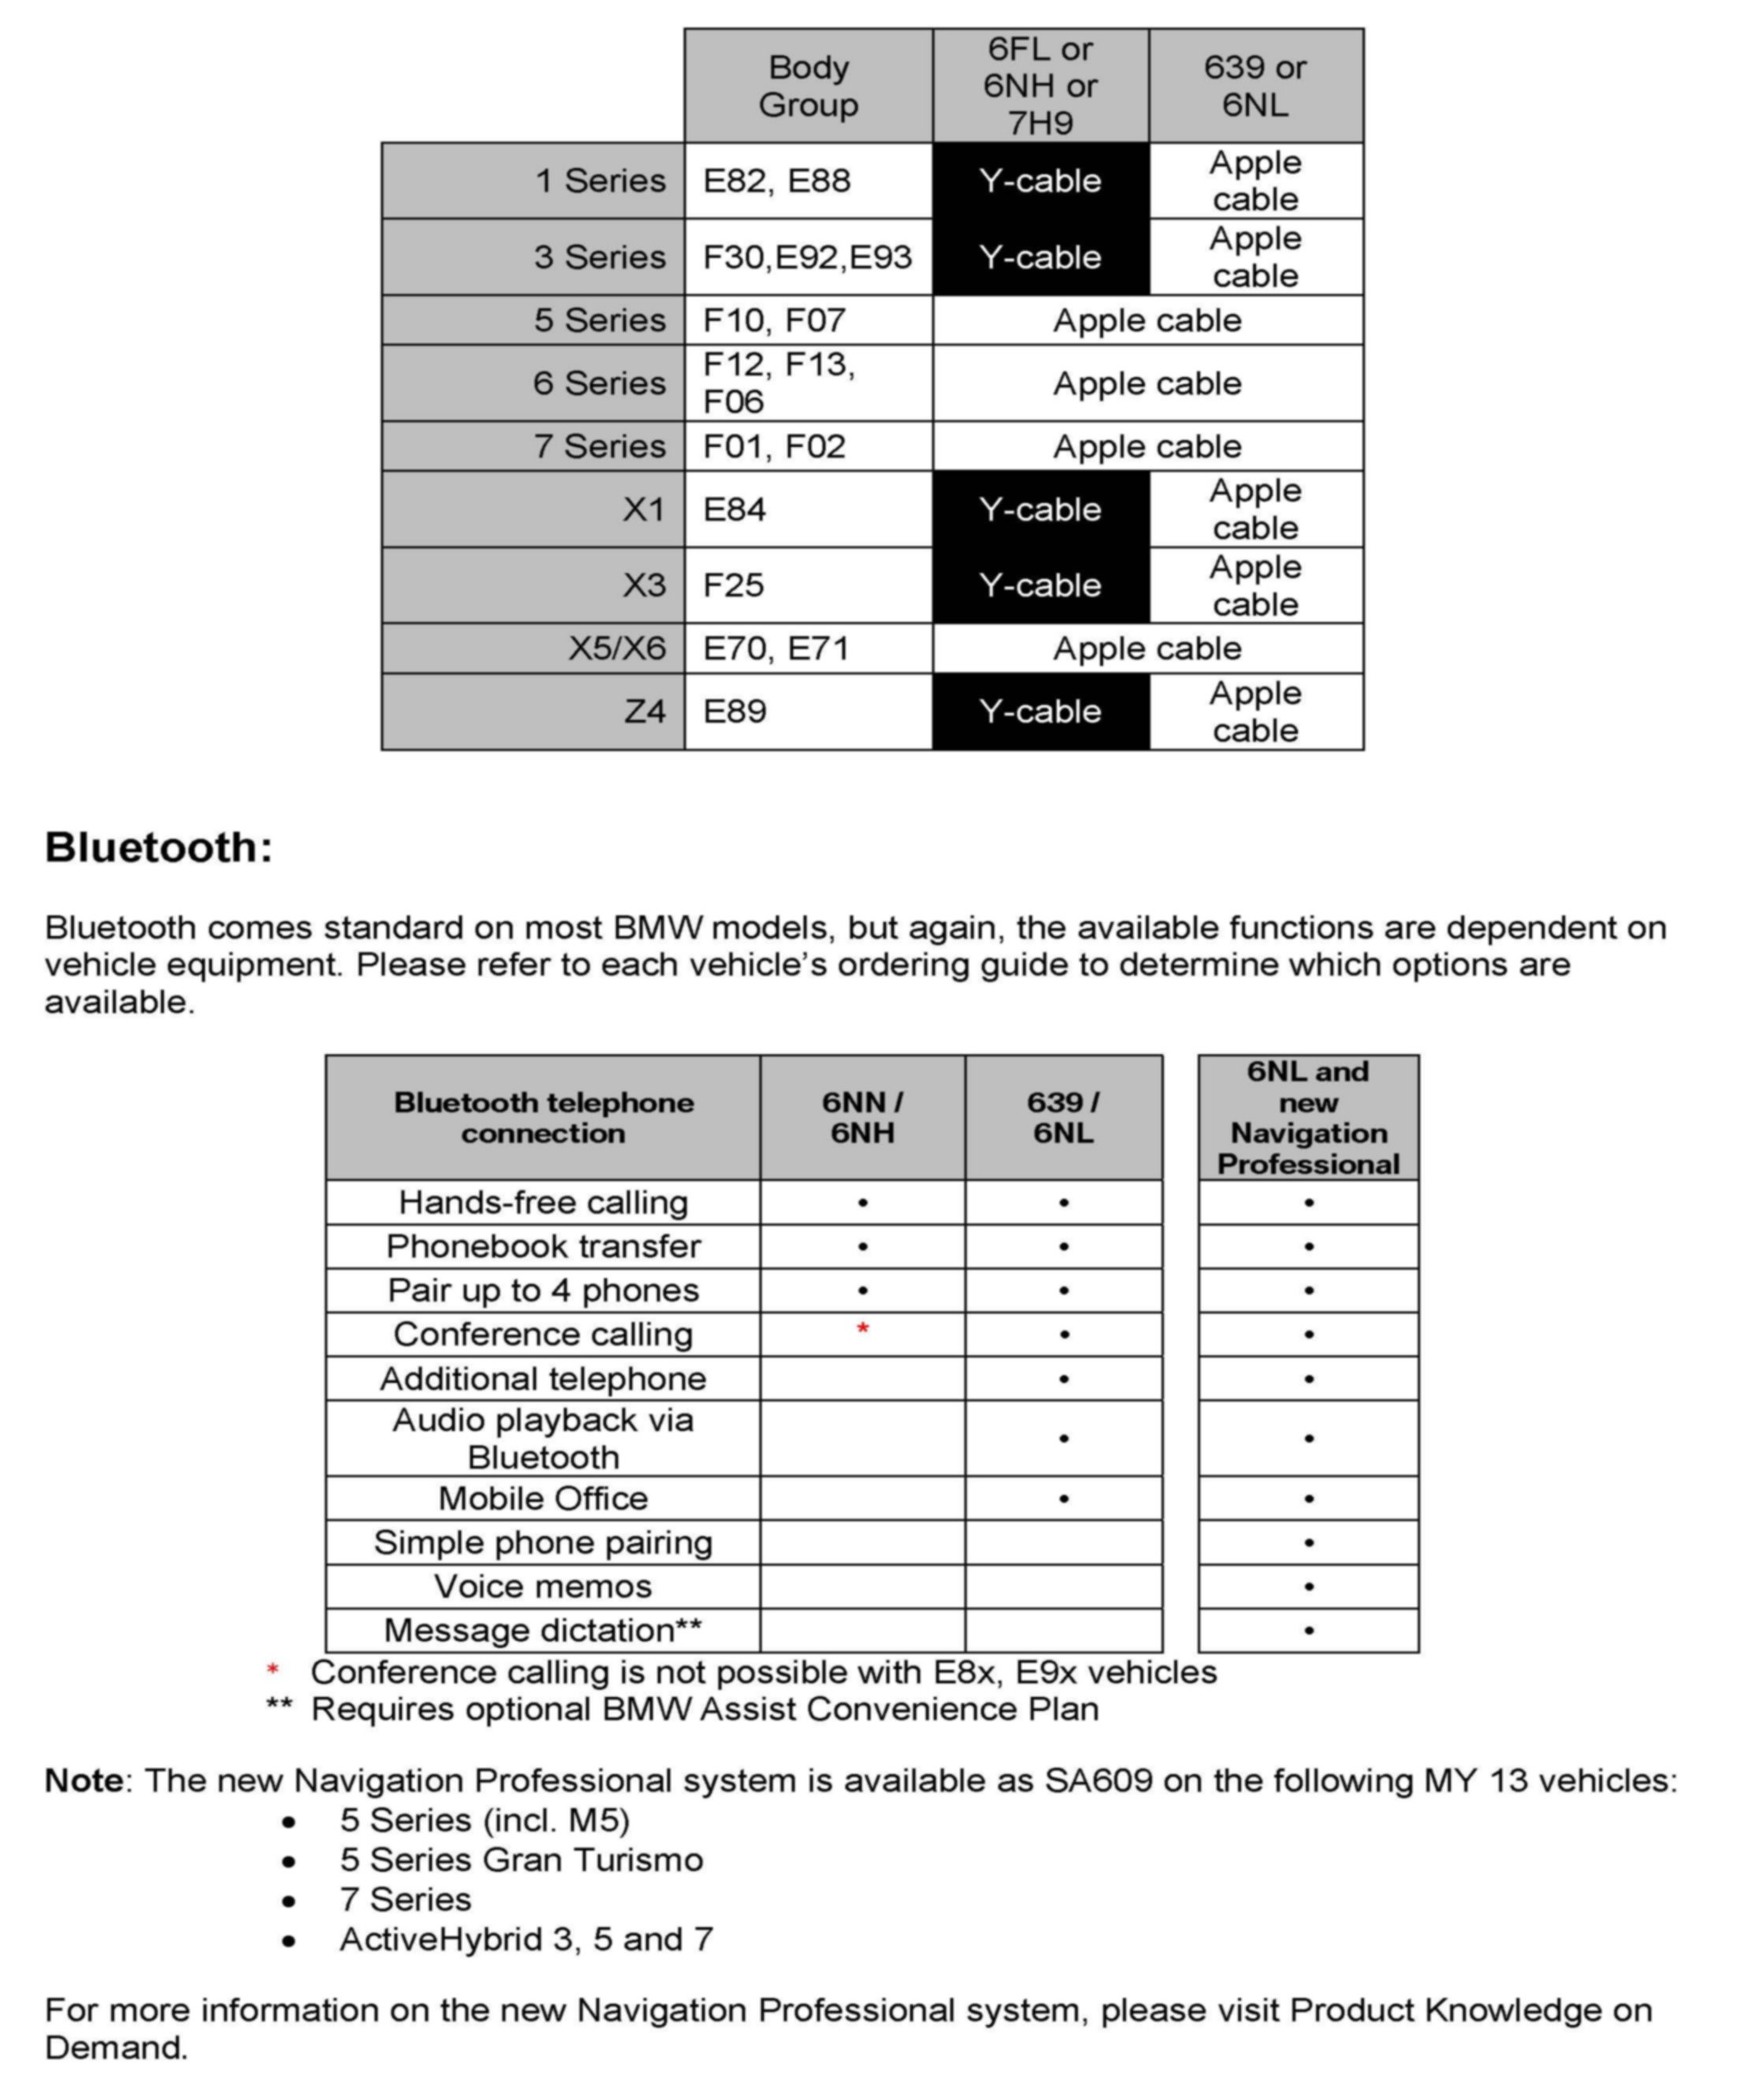 Body Group
6FL or 6NH or 7H9
639 or 6NL
1 Series E82, E88 Y-cable Apple cable
3 Series F30,E92,E93 Y-cable Apple cable
5 Series F10, F07 Apple cable
6 Series F12, F13, F06 Apple cable
7 Series F01, F02 Apple cable
X1 E84 Y-cable Apple cable
X3 F25 Y-cable Apple cable
X5/X6 E70, E71 Apple cable
Z4 E89 Y-cable Apple cable
Bluetooth:
Bluetooth comes standard on most BMW models, but again, the available functions are dependent on
vehicle equipment. Please refer to each vehicle’s ordering guide to determine which options are
available.
Bluetooth telephone connection
6NN / 6NH
639 / 6NL
6NL and new Navigation Professional
Hands-free calling • • •
Phonebook transfer • • •
Pair up to 4 phones • • •
Conference calling * • •
Additional telephone • •
Audio playback via Bluetooth • •
Mobile Office • •
Simple phone pairing •
Voice memos •
Message dictation** •
* Conference calling is not possible with E8x, E9x vehicles
** Requires optional BMW Assist Convenience Plan
Note: The new Navigation Professional system is available as SA609 on the following MY 13 vehicles:
• 5 Series (incl. M5)
• 5 Series Gran Turismo
• 7 Series
• ActiveHybrid 3, 5 and 7
For more information on the new Navigation Professional system, please visit Product Knowledge on
Demand.